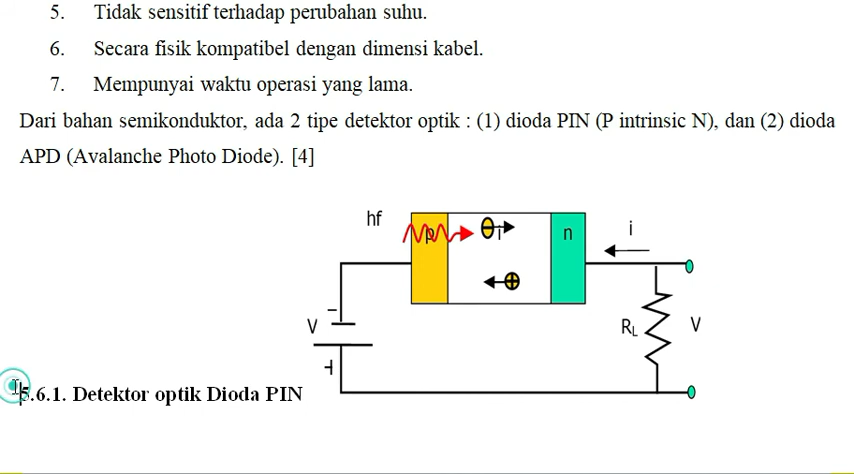 5. Tidak sensitif terhadap perubahan suhu.
6. Secara fisik kompatibel dengan dimensi kabel.
7. Mempunyai waktu operasi yang lama.
Dari bahan semikonduktor, ada 2 tipe detektor optik : (1) dioda PIN (P intrinsic N), dan (2) dioda
APD (Avalanche Photo Diode). [4]
hf
p
i
n
i
V
RL
V
5.6.1. Detektor optik Dioda PIN